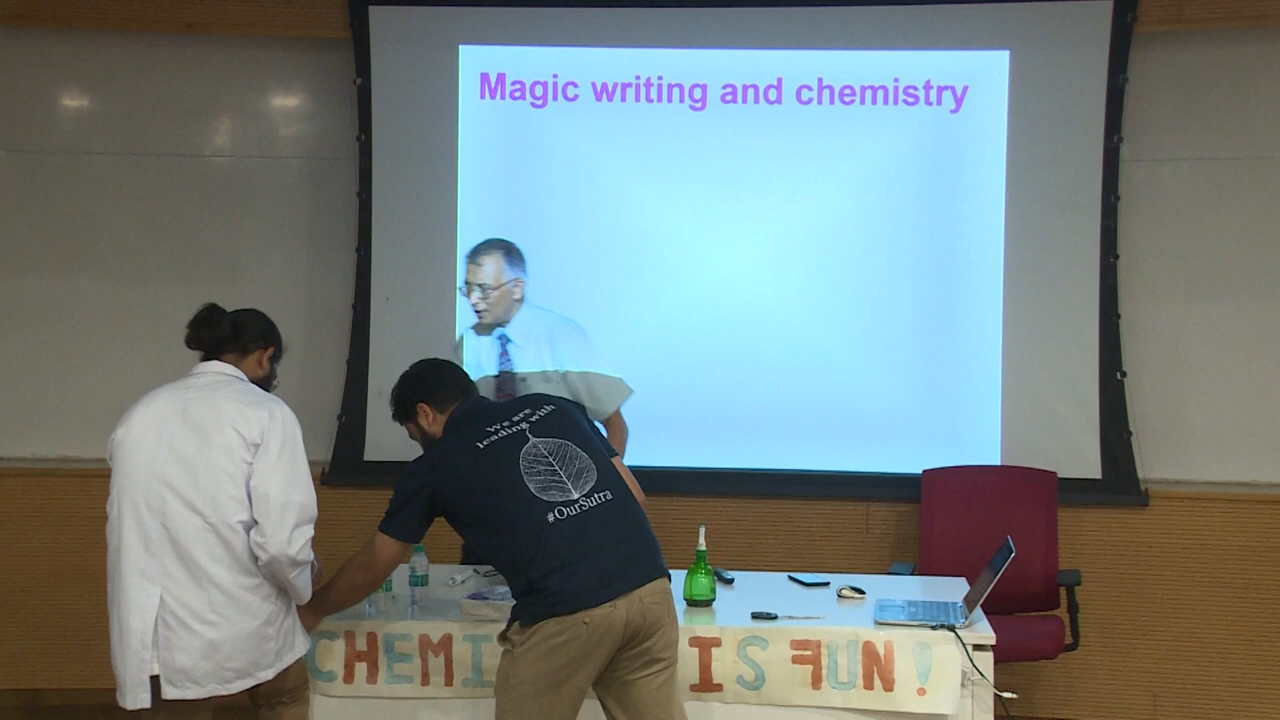 Magic writing and chemistry
We are
leading with
#OurSutra
CHEMI IS FUN!